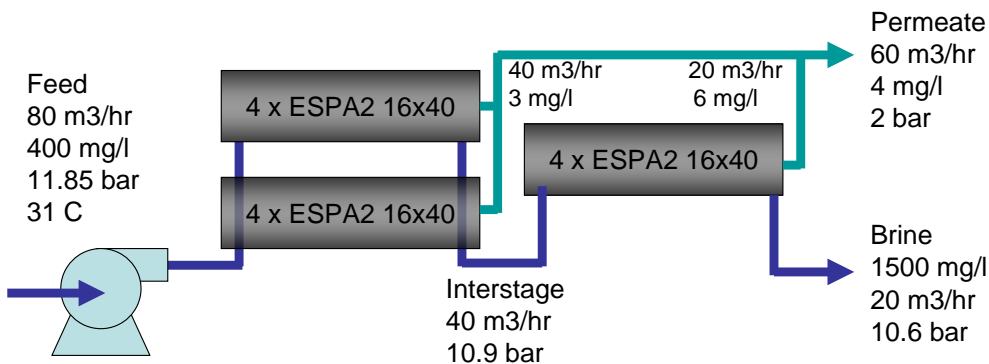 Feed
80 m3/hr
400 mg/l
11.85 bar
31 C
4 x ESPA2 16x40
4 x ESPA2 16x40
40 m3/hr
3 mg/l
20 m3/hr
6 mg/l
4 x ESPA2 16x40
Interstage
40 m3/hr
10.9 bar
Permeate
60 m3/hr
4 mg/l
2 bar
Brine
1500 mg/l
20 m3/hr
10.6 bar